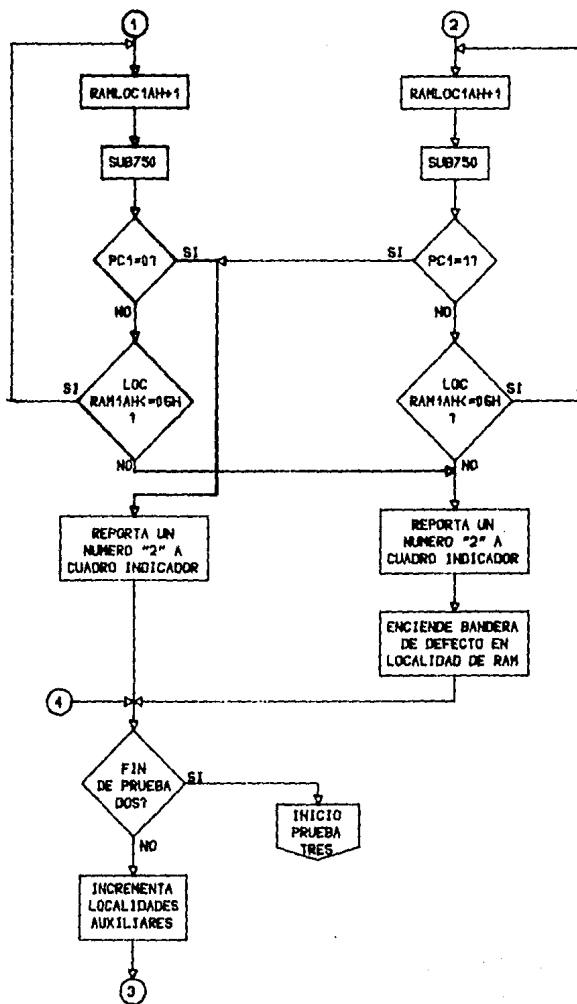 1
2
RAMLOC1AH+1
RAMLOC1AH+1
SUB750
SUB750
PC1=0?
SI
SI
PC1=1?
NO
NO
SI
LOC
RAM1AH<=06H
?
LOC
RAM1AH<=06H
?
SI
NO
NO
REPORTA UN
NUMERO "2" A
CUADRO INDICADOR
REPORTA UN
NUMERO "2" A
CUADRO INDICADOR
ENCIENDE BANDERA
DE DEFECTO EN
LOCALIDAD DE RAM
4
FIN
DE PRUEBA
DOS?
SI
INICIO
PRUEBA
TRES
NO
INCREMENTA
LOCALIDADES
AUXILIARES
3